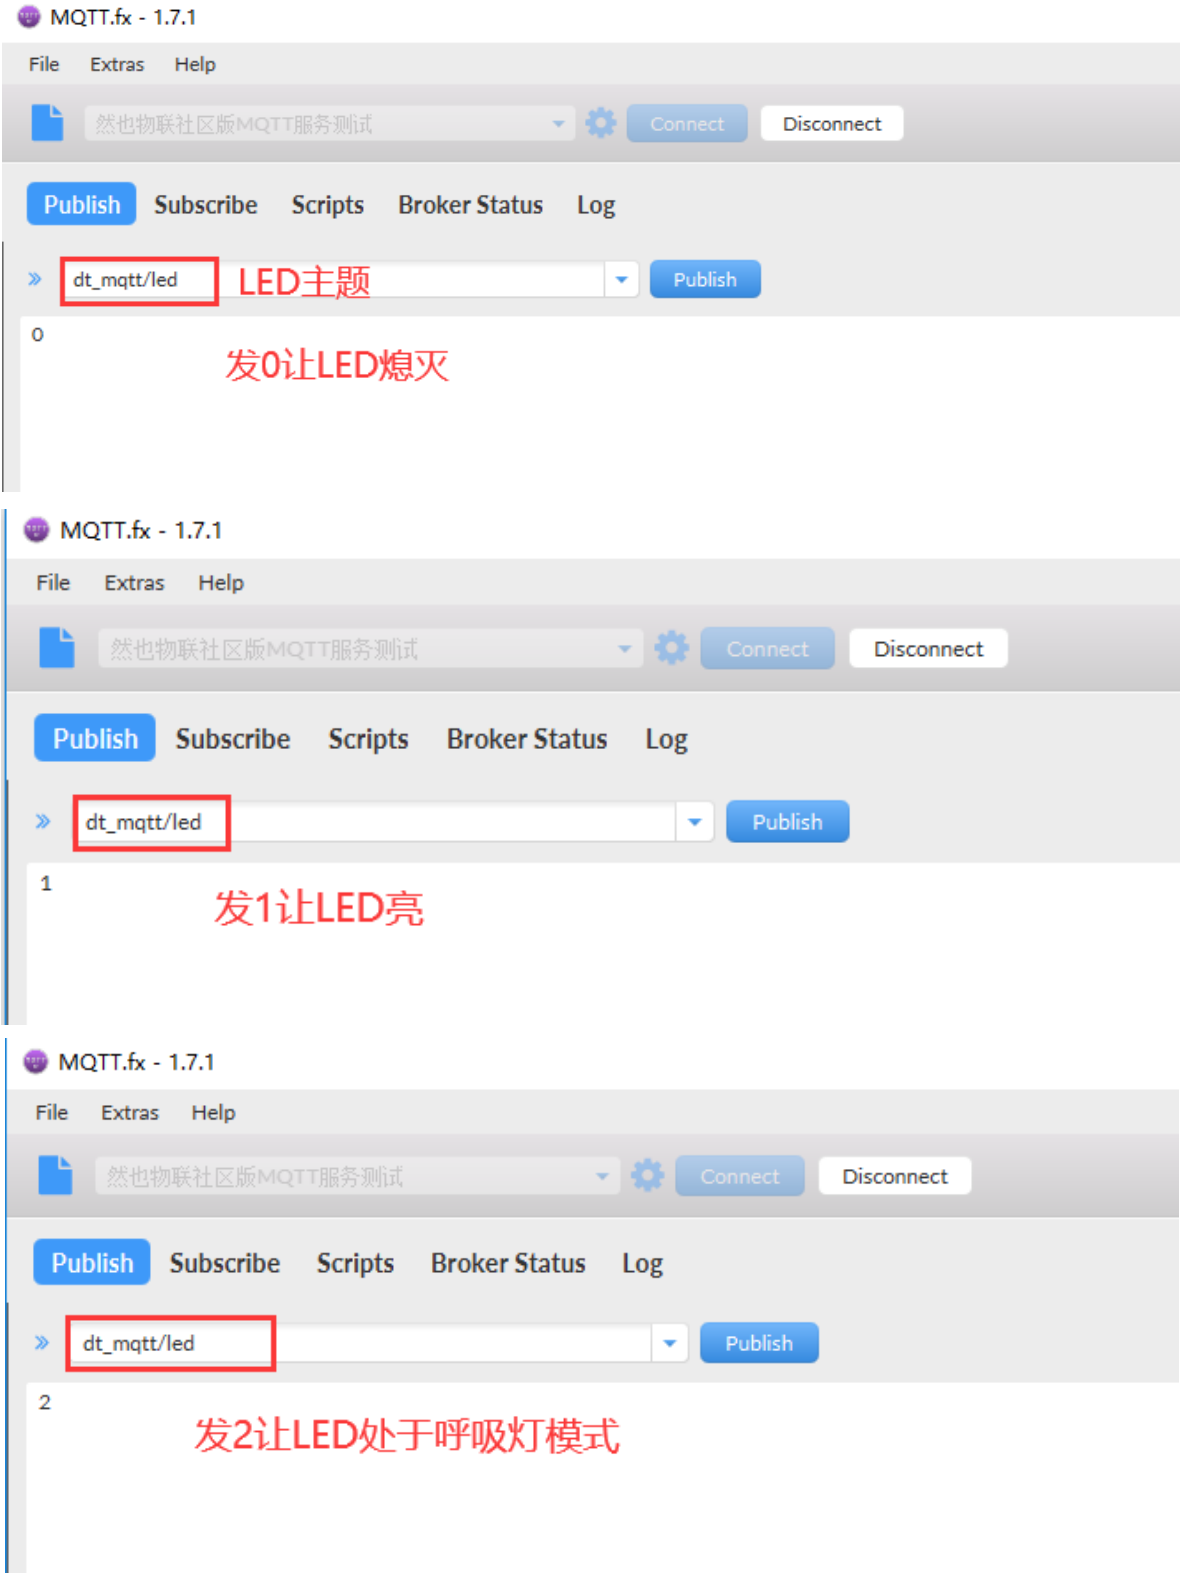 MQTT.fx - 1.7.1
File Extras Help
然也物联社区版MQTT服务测试 Connect Disconnect
Publish Subscribe Scripts Broker Status Log
dt_mqtt/led LED主题 Publish
0
发0让LED熄灭
MQTT.fx - 1.7.1
File Extras Help
然也物联社区版MQTT服务测试 Connect Disconnect
Publish Subscribe Scripts Broker Status Log
dt_mqtt/led Publish
1
发1让LED亮
MQTT.fx - 1.7.1
File Extras Help
然也物联社区版MQTT服务测试 Connect Disconnect
Publish Subscribe Scripts Broker Status Log
dt_mqtt/led Publish
2
发2让LED处于呼吸灯模式